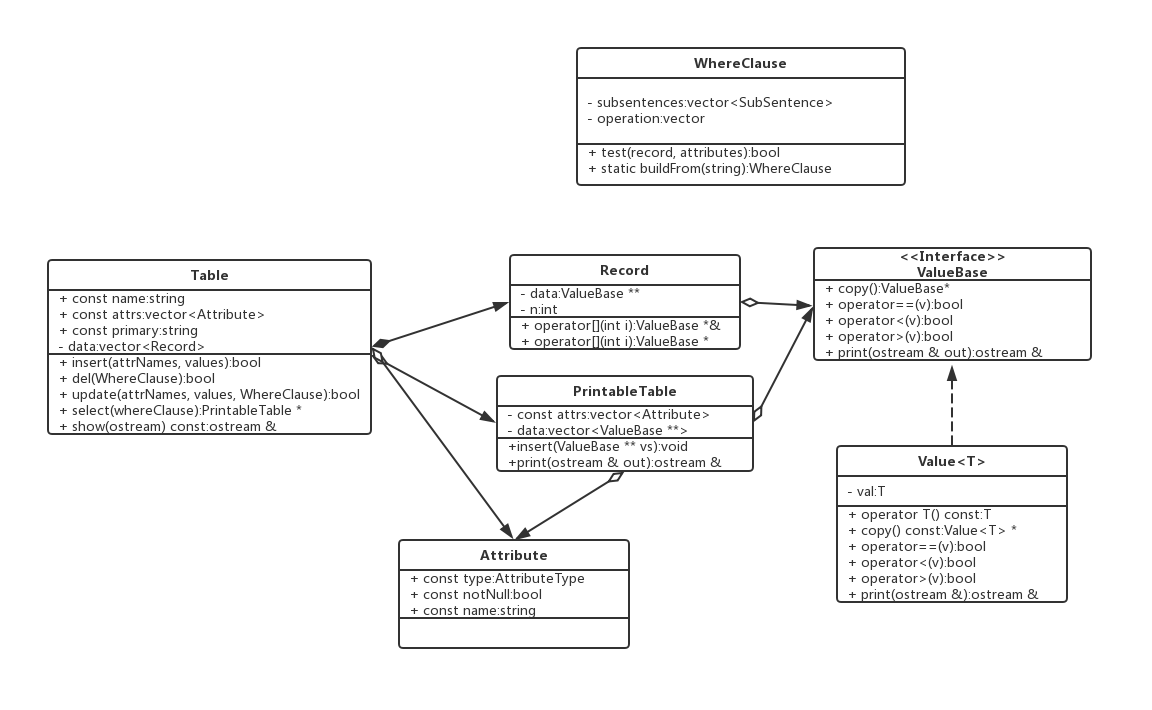 WhereClause
- subsentences:vector<SubSentence>
- operation:vector
+ test(record, attributes):bool
+ static buildFrom(string):WhereClause
Table
+ const name:string
+ const attrs:vector<Attribute>
+ const primary:string
- data:vector<Record>
+ insert(attrNames, values):bool
+ del(WhereClause):bool
+ update(attrNames, values, WhereClause):bool
+ select(whereClause):PrintableTable *
+ show(ostream) const:ostream &
Record
- data:ValueBase **
- n:int
+ operator[](int i):ValueBase *&
+ operator[](int i):ValueBase *
<<Interface>>
ValueBase
+ copy():ValueBase*
+ operator==(v):bool
+ operator<(v):bool
+ operator>(v):bool
+ print(ostream & out):ostream &
PrintableTable
- const attrs:vector<Attribute>
- data:vector<ValueBase **>
+insert(ValueBase ** vs):void
+print(ostream & out):ostream &
Value<T>
- val:T
+ operator T() const:T
+ copy() const:Value<T> *
+ operator==(v):bool
+ operator<(v):bool
+ operator>(v):bool
+ print(ostream &):ostream &
Attribute
+ const type:AttributeType
+ const notNull:bool
+ const name:string